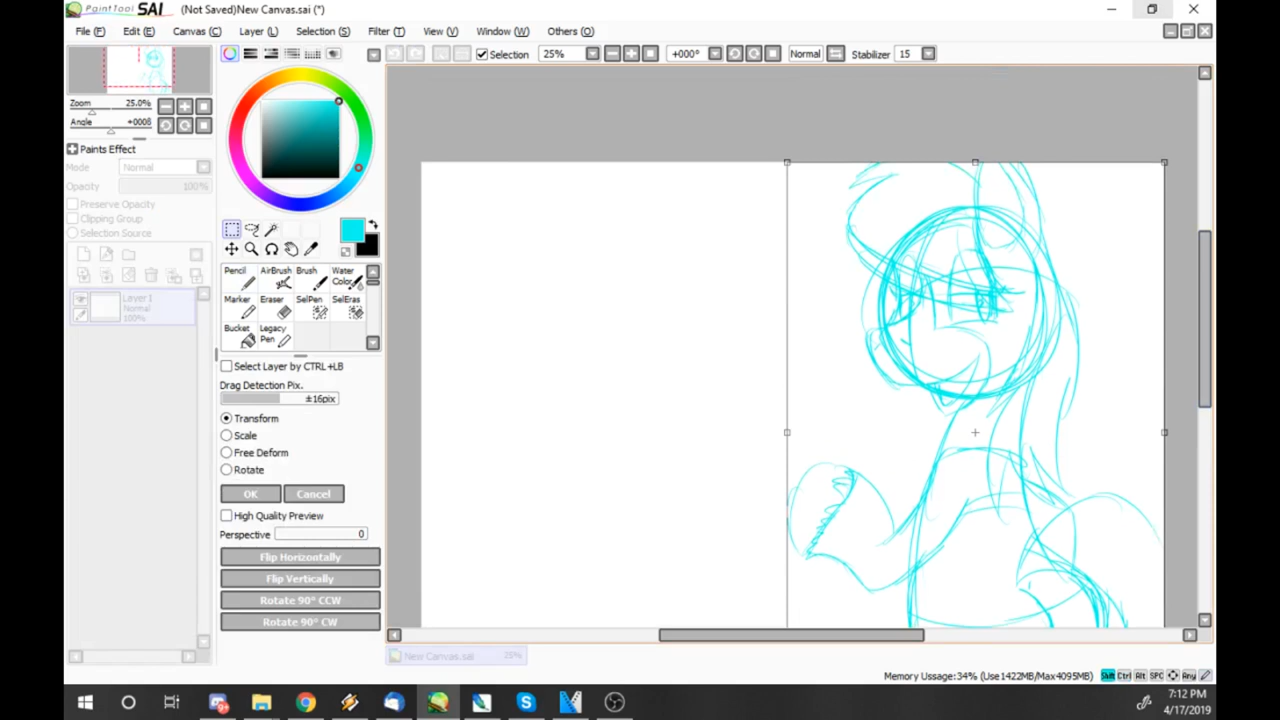 PaintTool SAI (Not Saved)New Canvas.sai (*)
File (F) Edit (E) Canvas (C) Layer (L) Selection (S) Filter (T) View (V) Window (W) Others (O)
Selection 25% +000° Normal Stabilizer 15
Zoom 25.0%
Angle +000δ
Paints Effect
Mode Normal
Opacity 100%
Preserve Opacity
Clipping Group
Selection Source
Layer1
Normal
100%
Pencil AirBrush Brush Water Color
Marker Eraser SelPen SelEras
Bucket Legacy Pen
Select Layer by CTRL+LB
Drag Detection Pix.
±16pix
Transform
Scale
Free Deform
Rotate
OK Cancel
High Quality Preview
Perspective 0
Flip Horizontally
Flip Vertically
Rotate 90° CCW
Rotate 90° CW
New Canvas.sai 25%
Memory Usage:34% (Use1422MB/Max4095MB) Shift Ctrl Alt SPC Any
7:12 PM
4/17/2019